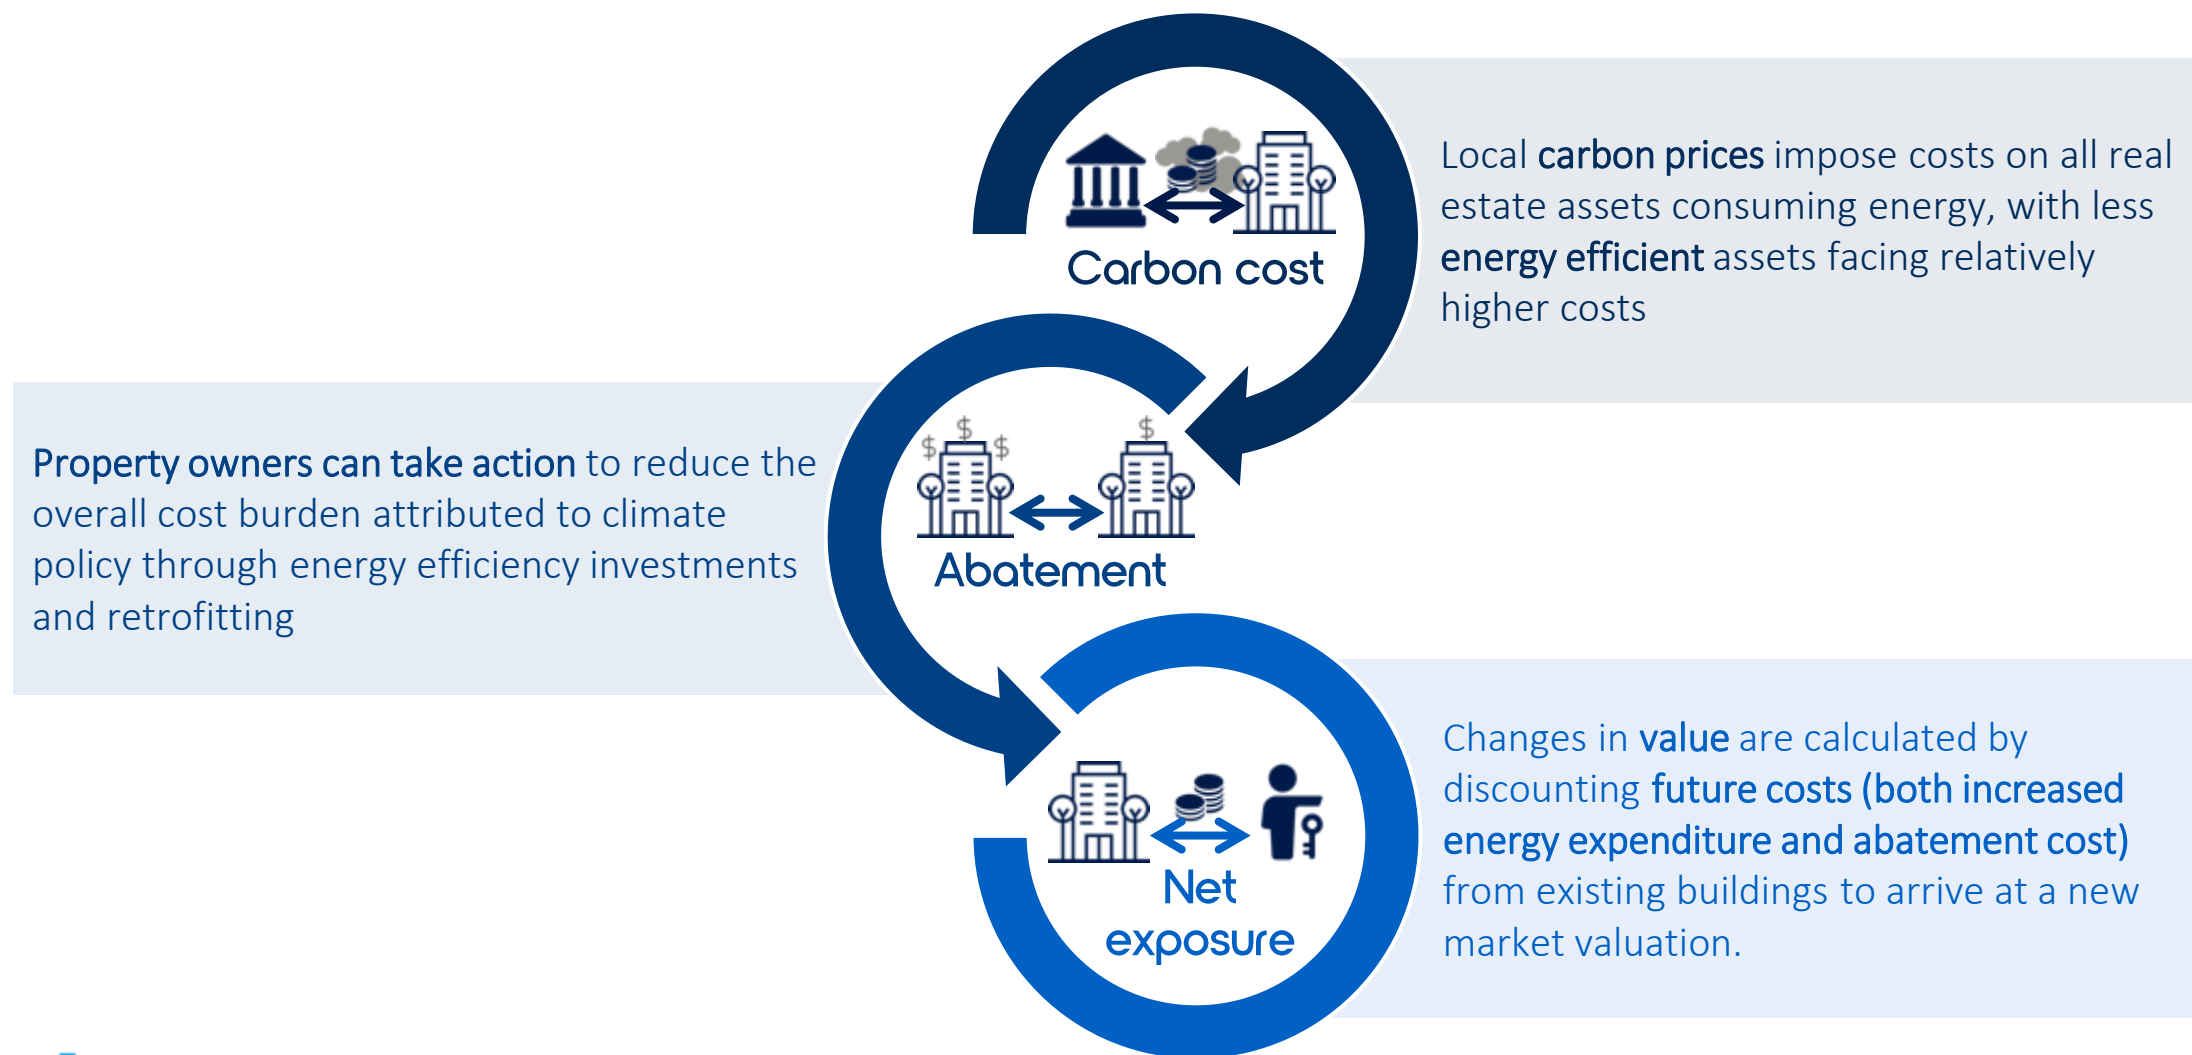 Carbon cost
Local carbon prices impose costs on all real
estate assets consuming energy, with less
energy efficient assets facing relatively
higher costs
$ $ $ $
Abatement
Property owners can take action to reduce the
overall cost burden attributed to climate
policy through energy efficiency investments
and retrofitting
Net
exposure
Changes in value are calculated by
discounting future costs (both increased
energy expenditure and abatement cost)
from existing buildings to arrive at a new
market valuation.